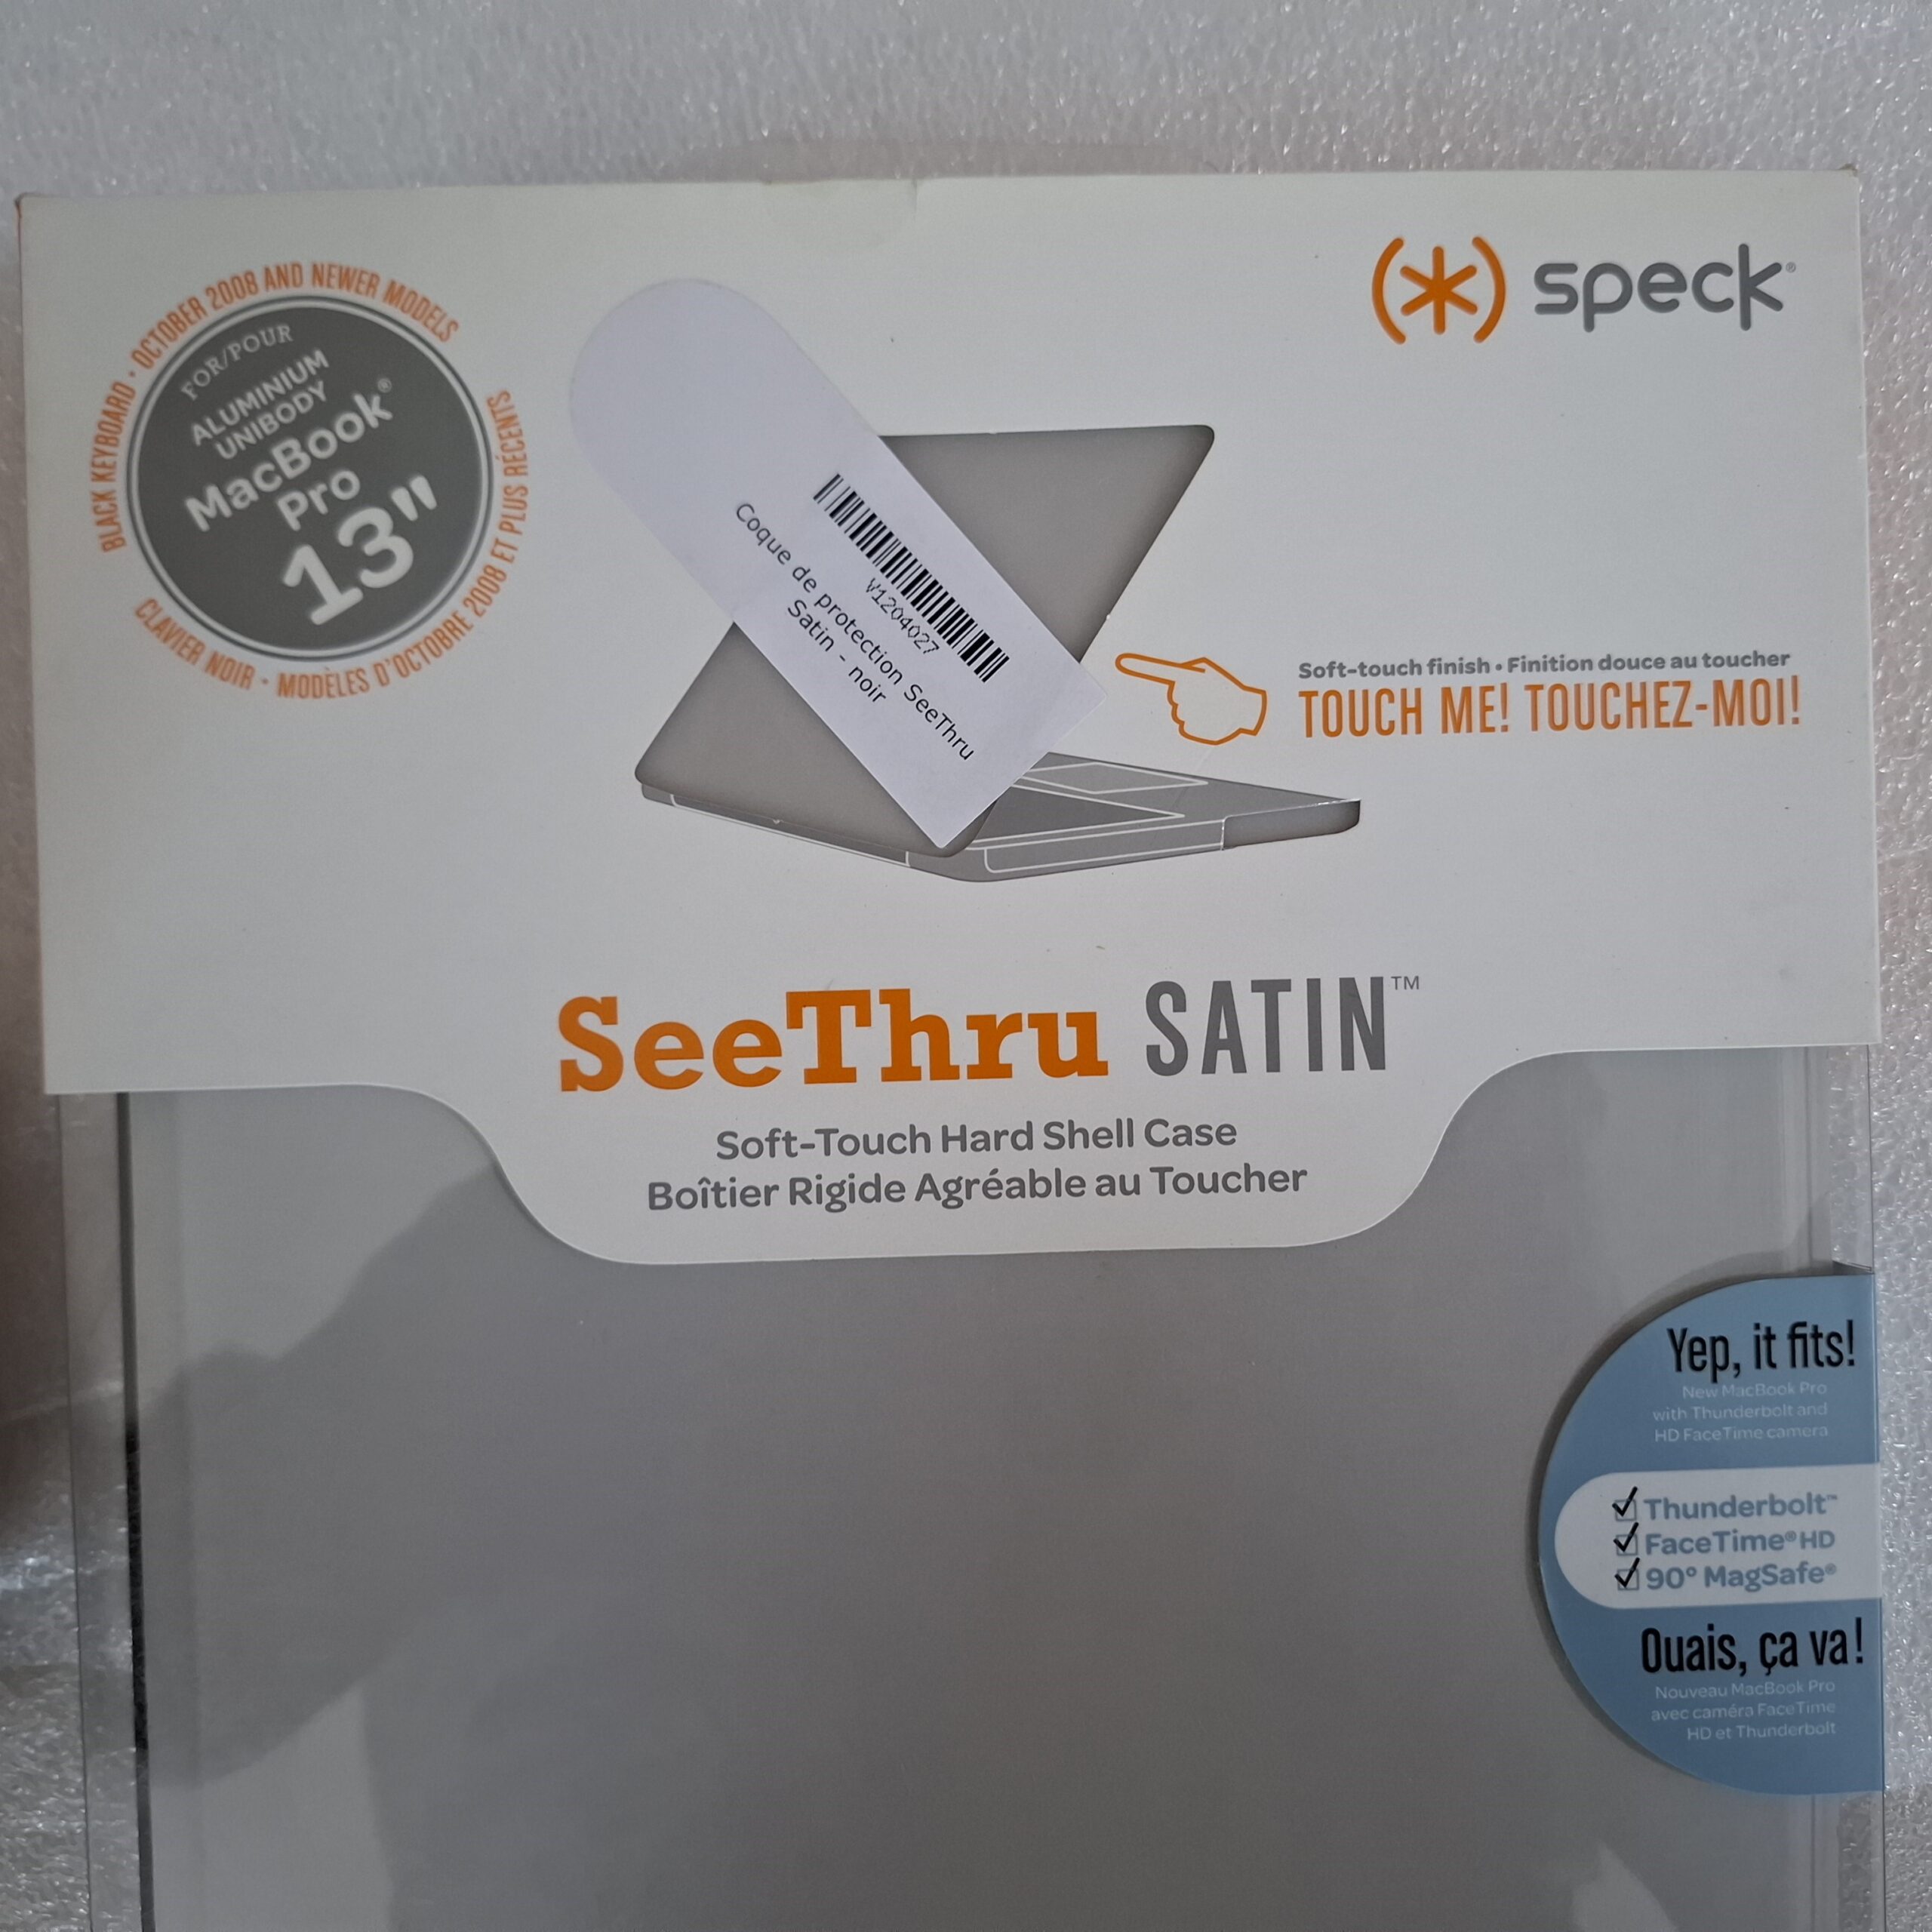 BLACK KEYBOARD • OCTOBER 2008 AND NEWER MODELS
FOR/POUR
ALUMINIUM
UNIBODY
MacBook®
Pro
13"
CLAVIER NOIR • MODÈLES D'OCTOBRE 2008 ET PLUS RÉCENTS
(*) speck®
V1204027
Coque de protection SeeThru
Satin - noir
Soft-touch finish • Finition douce au toucher
TOUCH ME! TOUCHEZ-MOI!
SeeThru SATIN™
Soft-Touch Hard Shell Case
Boîtier Rigide Agréable au Toucher
Yep, it fits!
New MacBook Pro
with Thunderbolt and
HD FaceTime camera
Thunderbolt™
FaceTime® HD
90° MagSafe®
Ouais, ça va!
Nouveau MacBook Pro
avec caméra FaceTime
HD et Thunderbolt